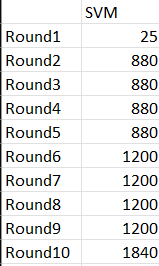 SVM
Round1 25
Round2 880
Round3 880
Round4 880
Round5 880
Round6 1200
Round7 1200
Round8 1200
Round9 1200
Round10 1840